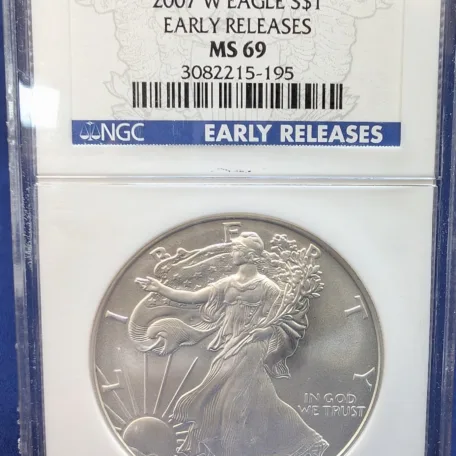 2007 W EAGLE S$1
EARLY RELEASES
MS 69
3082215-195
NGC EARLY RELEASES
LIBERTY
IN GOD
WE TRUST